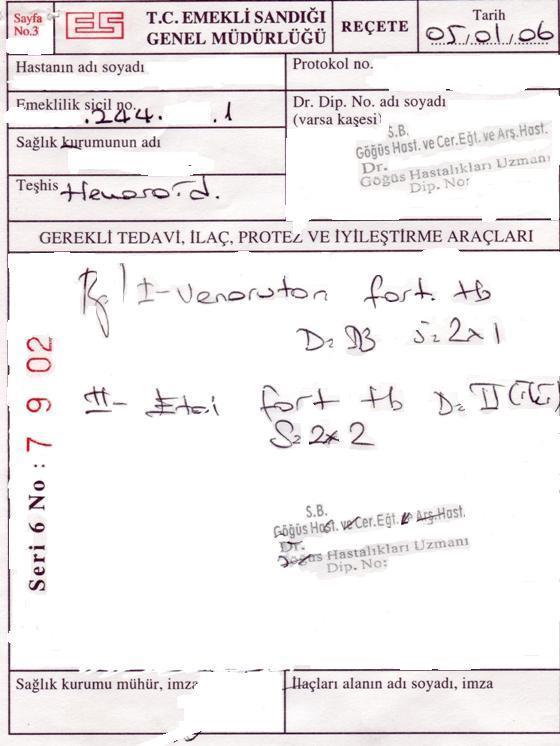 Sayfa
No.3
ES
T.C. EMEKLİ SANDIĞI
GENEL MÜDÜRLÜĞÜ
REÇETE
Tarih
05/01/06
Hastanın adı soyadı
Protokol no.
Emeklilik sicil no.
.244. .1
Dr. Dip. No. adı soyadı
(varsa kaşesi)
S.B.
Göğüs Hast. ve Cer.Eğt. ve Arş.Hast.
Dr.
Göğüs Hastalıkları Uzmanı
Dip. No:
Sağlık kurumunun adı
Teşhis Hemoroid.
GEREKLİ TEDAVİ, İLAÇ, PROTEZ VE İYİLEŞTİRME ARAÇLARI
I- Venoruton fort. tb
S= 2x1
II- fort tb D= II
S= 2x2
Seri 6 No : 7 9 02
S.B.
Göğüs Hast. ve Cer.Eğt. ve Arş.Hast.
Dr.
Göğüs Hastalıkları Uzmanı
Dip. No:
Sağlık kurumu mühür, imza
İlaçları alanın adı soyadı, imza